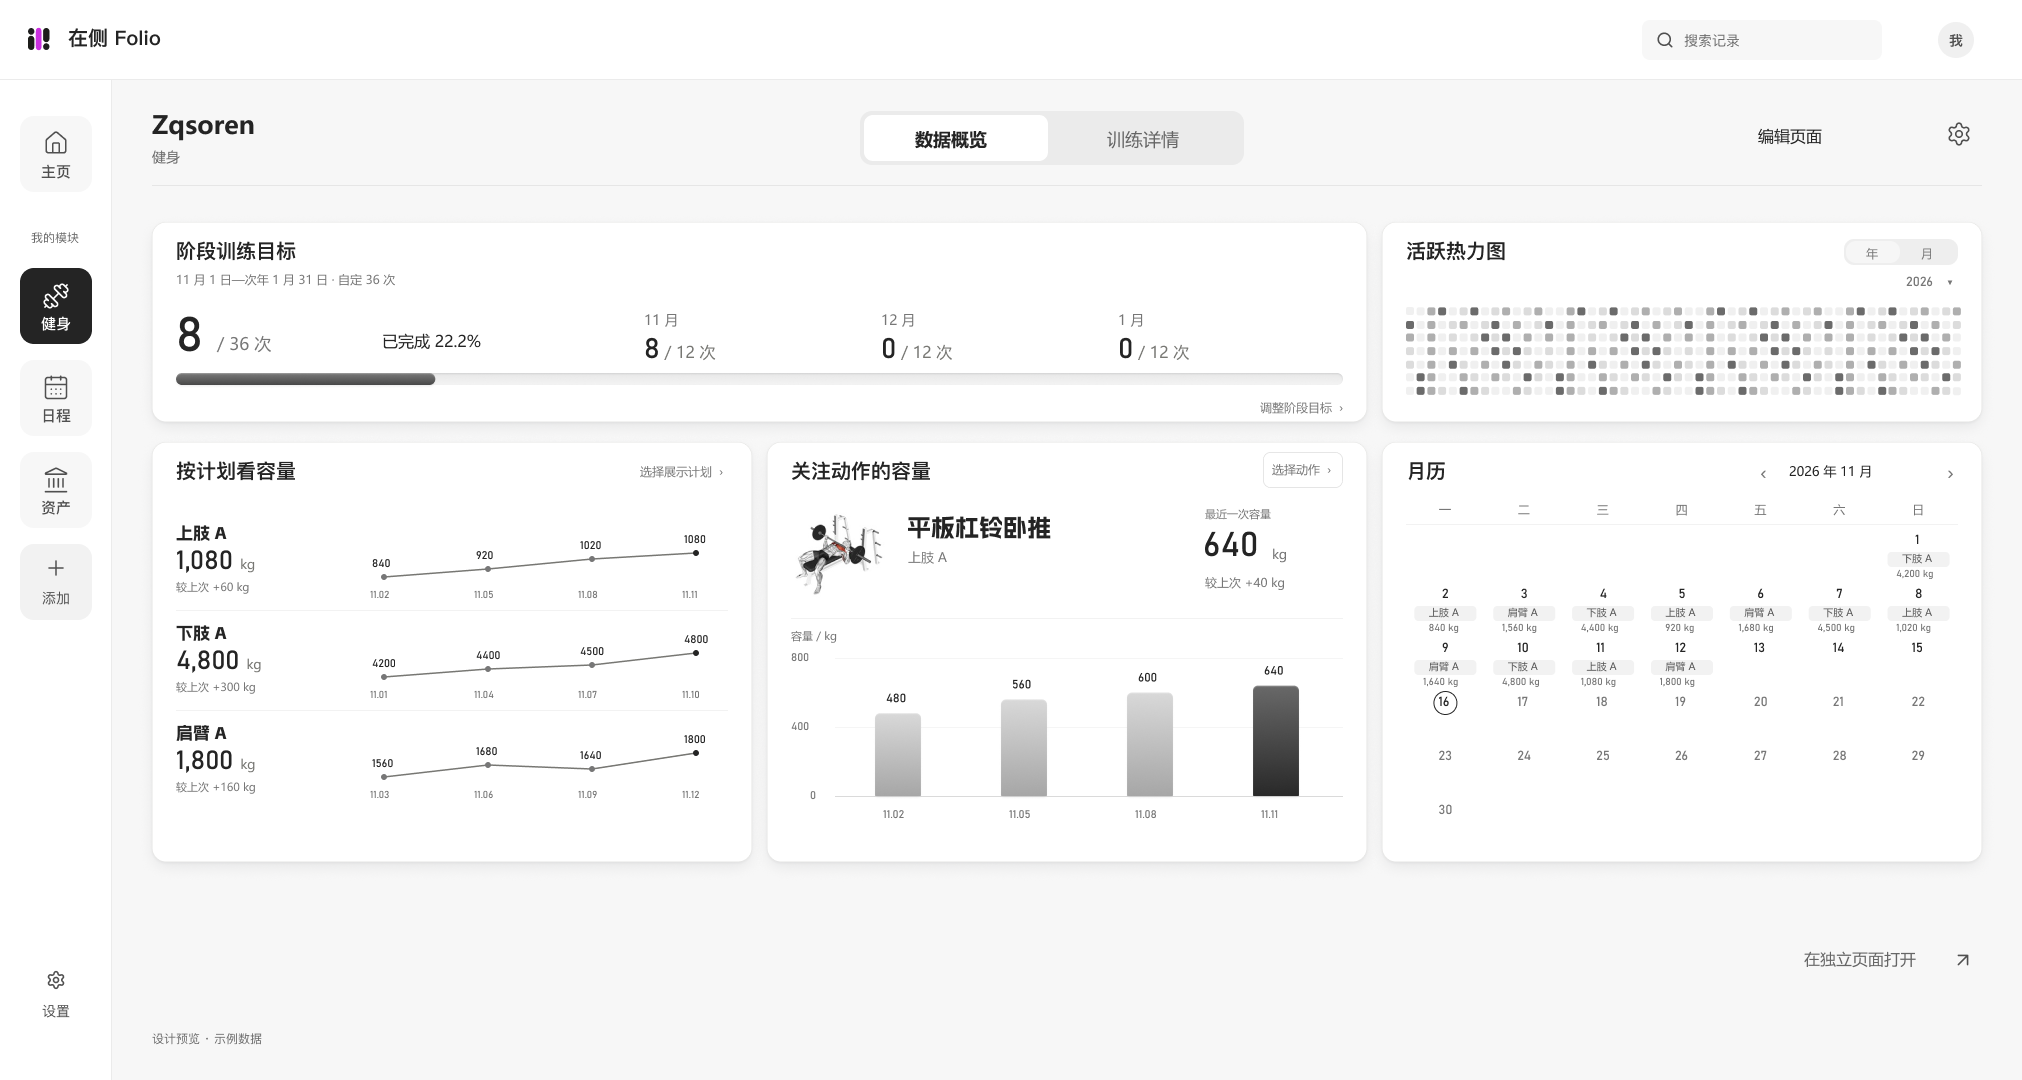 在侧 Folio
搜索记录
我
主页
我的模块
健身
日程
资产
添加
设置
Zqsoren
健身
数据概览
训练详情
编辑页面
阶段训练目标
11 月 1 日—次年 1 月 31 日 · 自定 36 次
8 / 36 次
已完成 22.2%
11 月
8 / 12 次
12 月
0 / 12 次
1 月
0 / 12 次
调整阶段目标 ›
活跃热力图
年 月
2026 ▾
按计划看容量
选择展示计划 ›
上肢 A
1,080 kg
较上次 +60 kg
840 920 1020 1080
11.02 11.05 11.08 11.11
下肢 A
4,800 kg
较上次 +300 kg
4200 4400 4500 4800
11.01 11.04 11.07 11.10
肩臂 A
1,800 kg
较上次 +160 kg
1560 1680 1640 1800
11.03 11.06 11.09 11.12
关注动作的容量
选择动作 ›
平板杠铃卧推
上肢 A
最近一次容量
640 kg
较上次 +40 kg
容量 / kg
800
400
0
480 560 600 640
11.02 11.05 11.08 11.11
月历
‹ 2026 年 11 月 ›
一 二 三 四 五 六 日
1
下肢 A
4,200 kg
2 3 4 5 6 7 8
上肢 A 肩臂 A 下肢 A 上肢 A 肩臂 A 下肢 A 上肢 A
840 kg 1,560 kg 4,400 kg 920 kg 1,680 kg 4,500 kg 1,020 kg
9 10 11 12 13 14 15
肩臂 A 下肢 A 上肢 A 肩臂 A
1,640 kg 4,800 kg 1,080 kg 1,800 kg
16 17 18 19 20 21 22
23 24 25 26 27 28 29
30
在独立页面打开
设计预览 · 示例数据